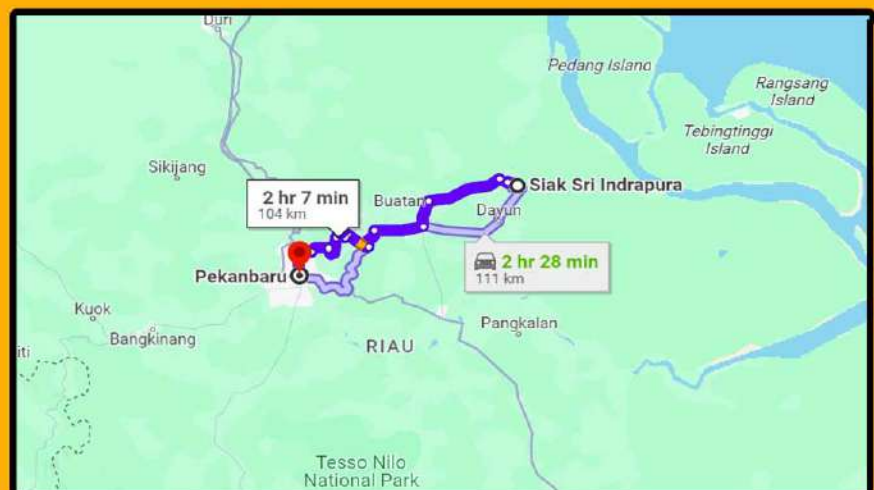 Duri
Pedang Island
Rangsang
Island
Tebingtinggi
Island
Sikijang
2 hr 7 min
104 km
Buatan
Siak Sri Indrapura
Dayun
2 hr 28 min
111 km
Pekanbaru
Kuok
Bangkinang
Pangkalan
RIAU
iti
Tesso Nilo
National Park